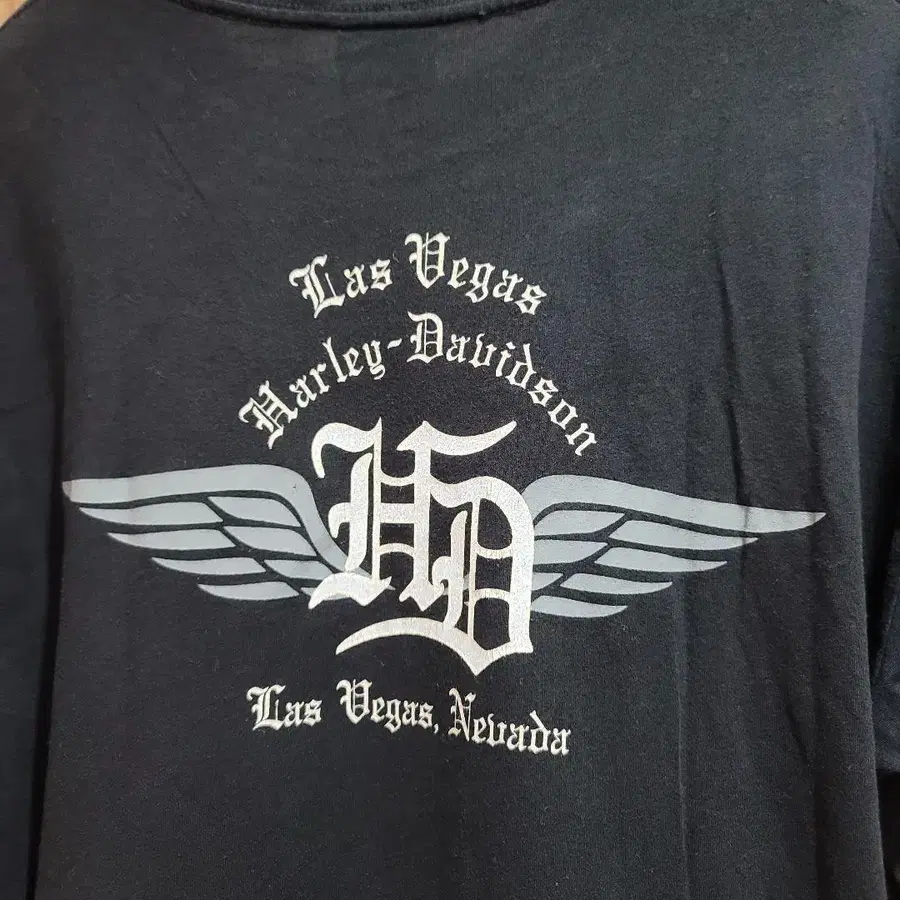 Las Vegas
Harley-Davidson
HD
Las Vegas, Nevada